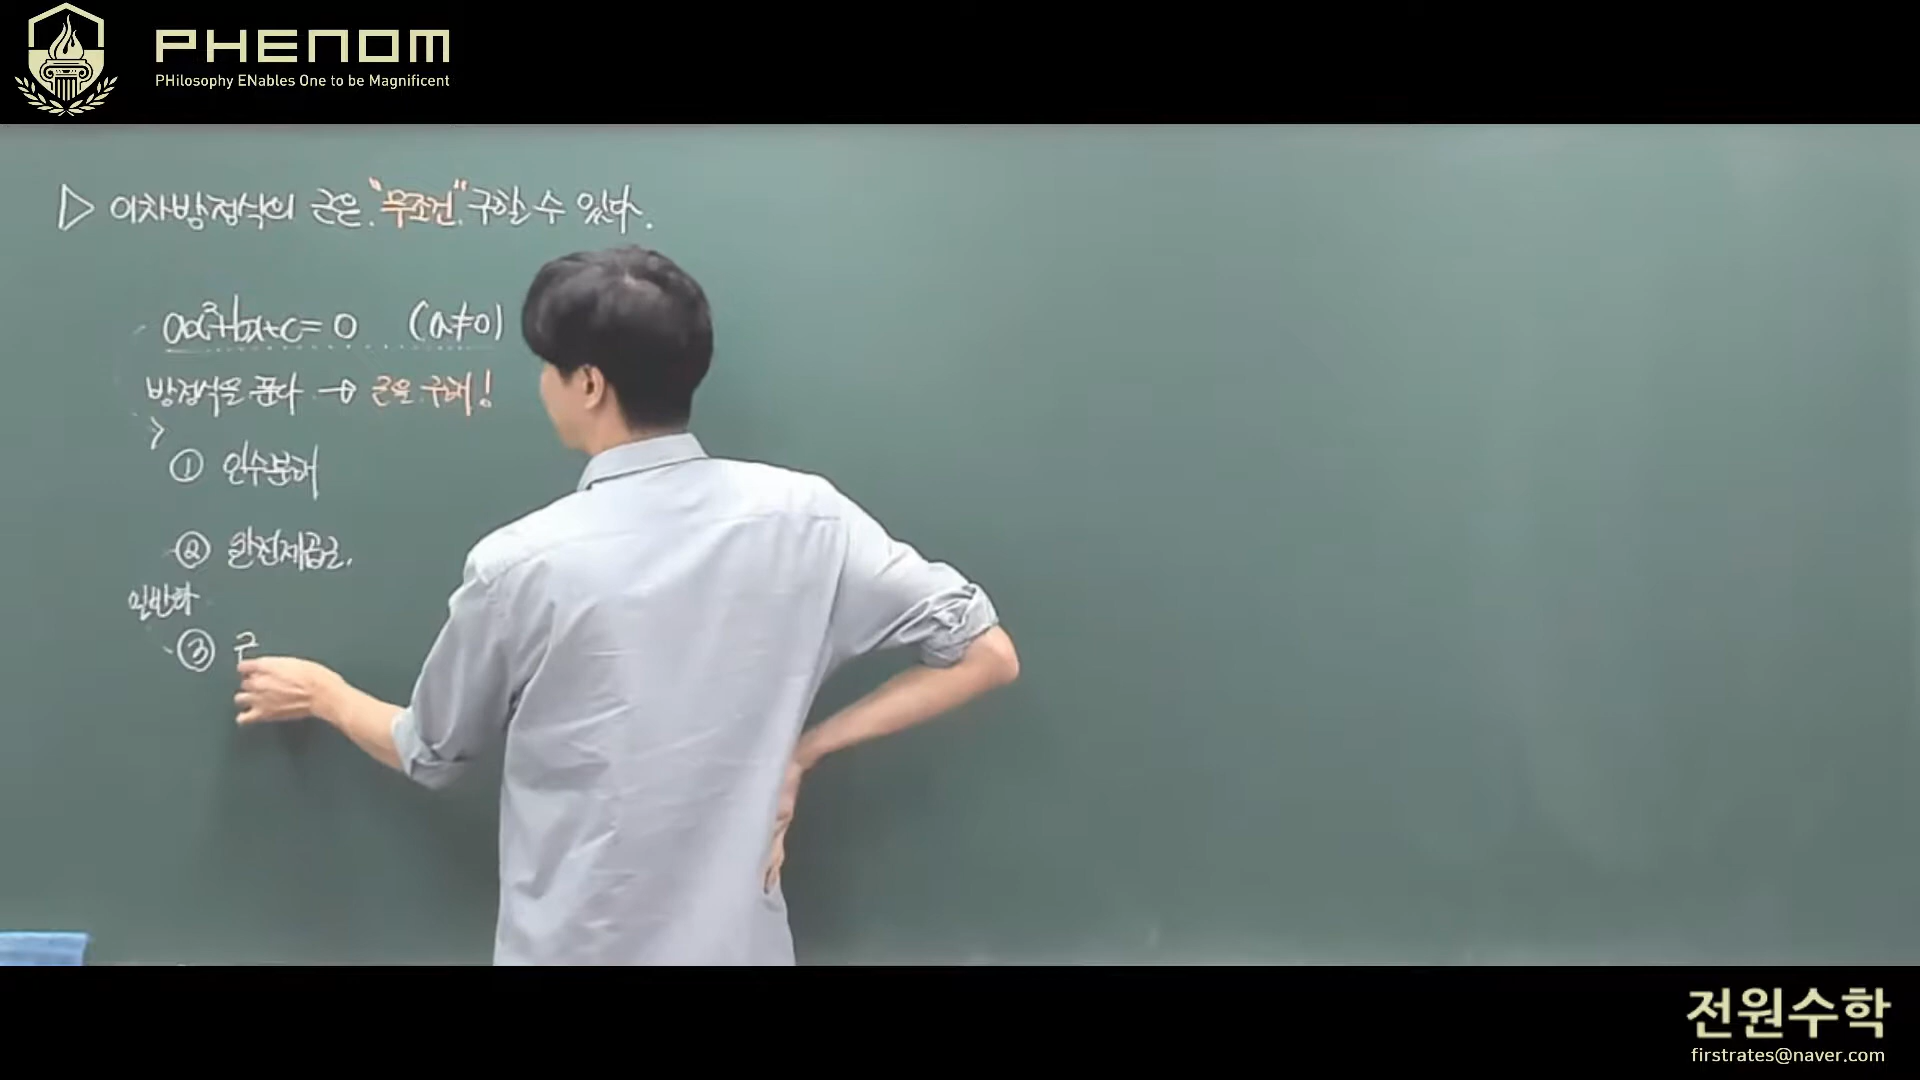 PHENOM
PHilosophy ENables One to be Magnificent
▷ 이차방정식의 근은 "무조건" 구할 수 있다.
ax²+bx+c=0 (a≠0)
방정식을 푼다 → 근을 구해!
① 인수분해
② 완전제곱근.
일반화
③ 근
전원수학
firstrates@naver.com